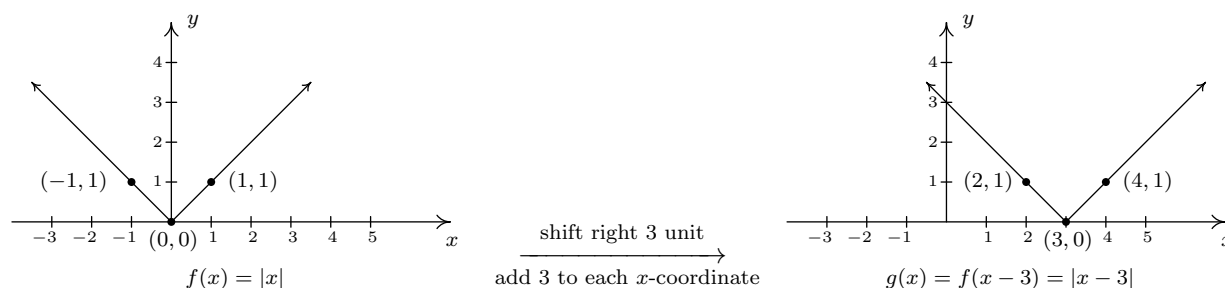 y
4
3
2
1
(−1, 1)
(1, 1)
−3 −2 −1 1 2 3 4 5
(0, 0)
x
f(x) = |x|
shift right 3 unit
add 3 to each x-coordinate
y
4
3
2
1
(2, 1)
(4, 1)
−3 −2 −1 1 2 4 5
(3, 0)
x
g(x) = f(x − 3) = |x − 3|